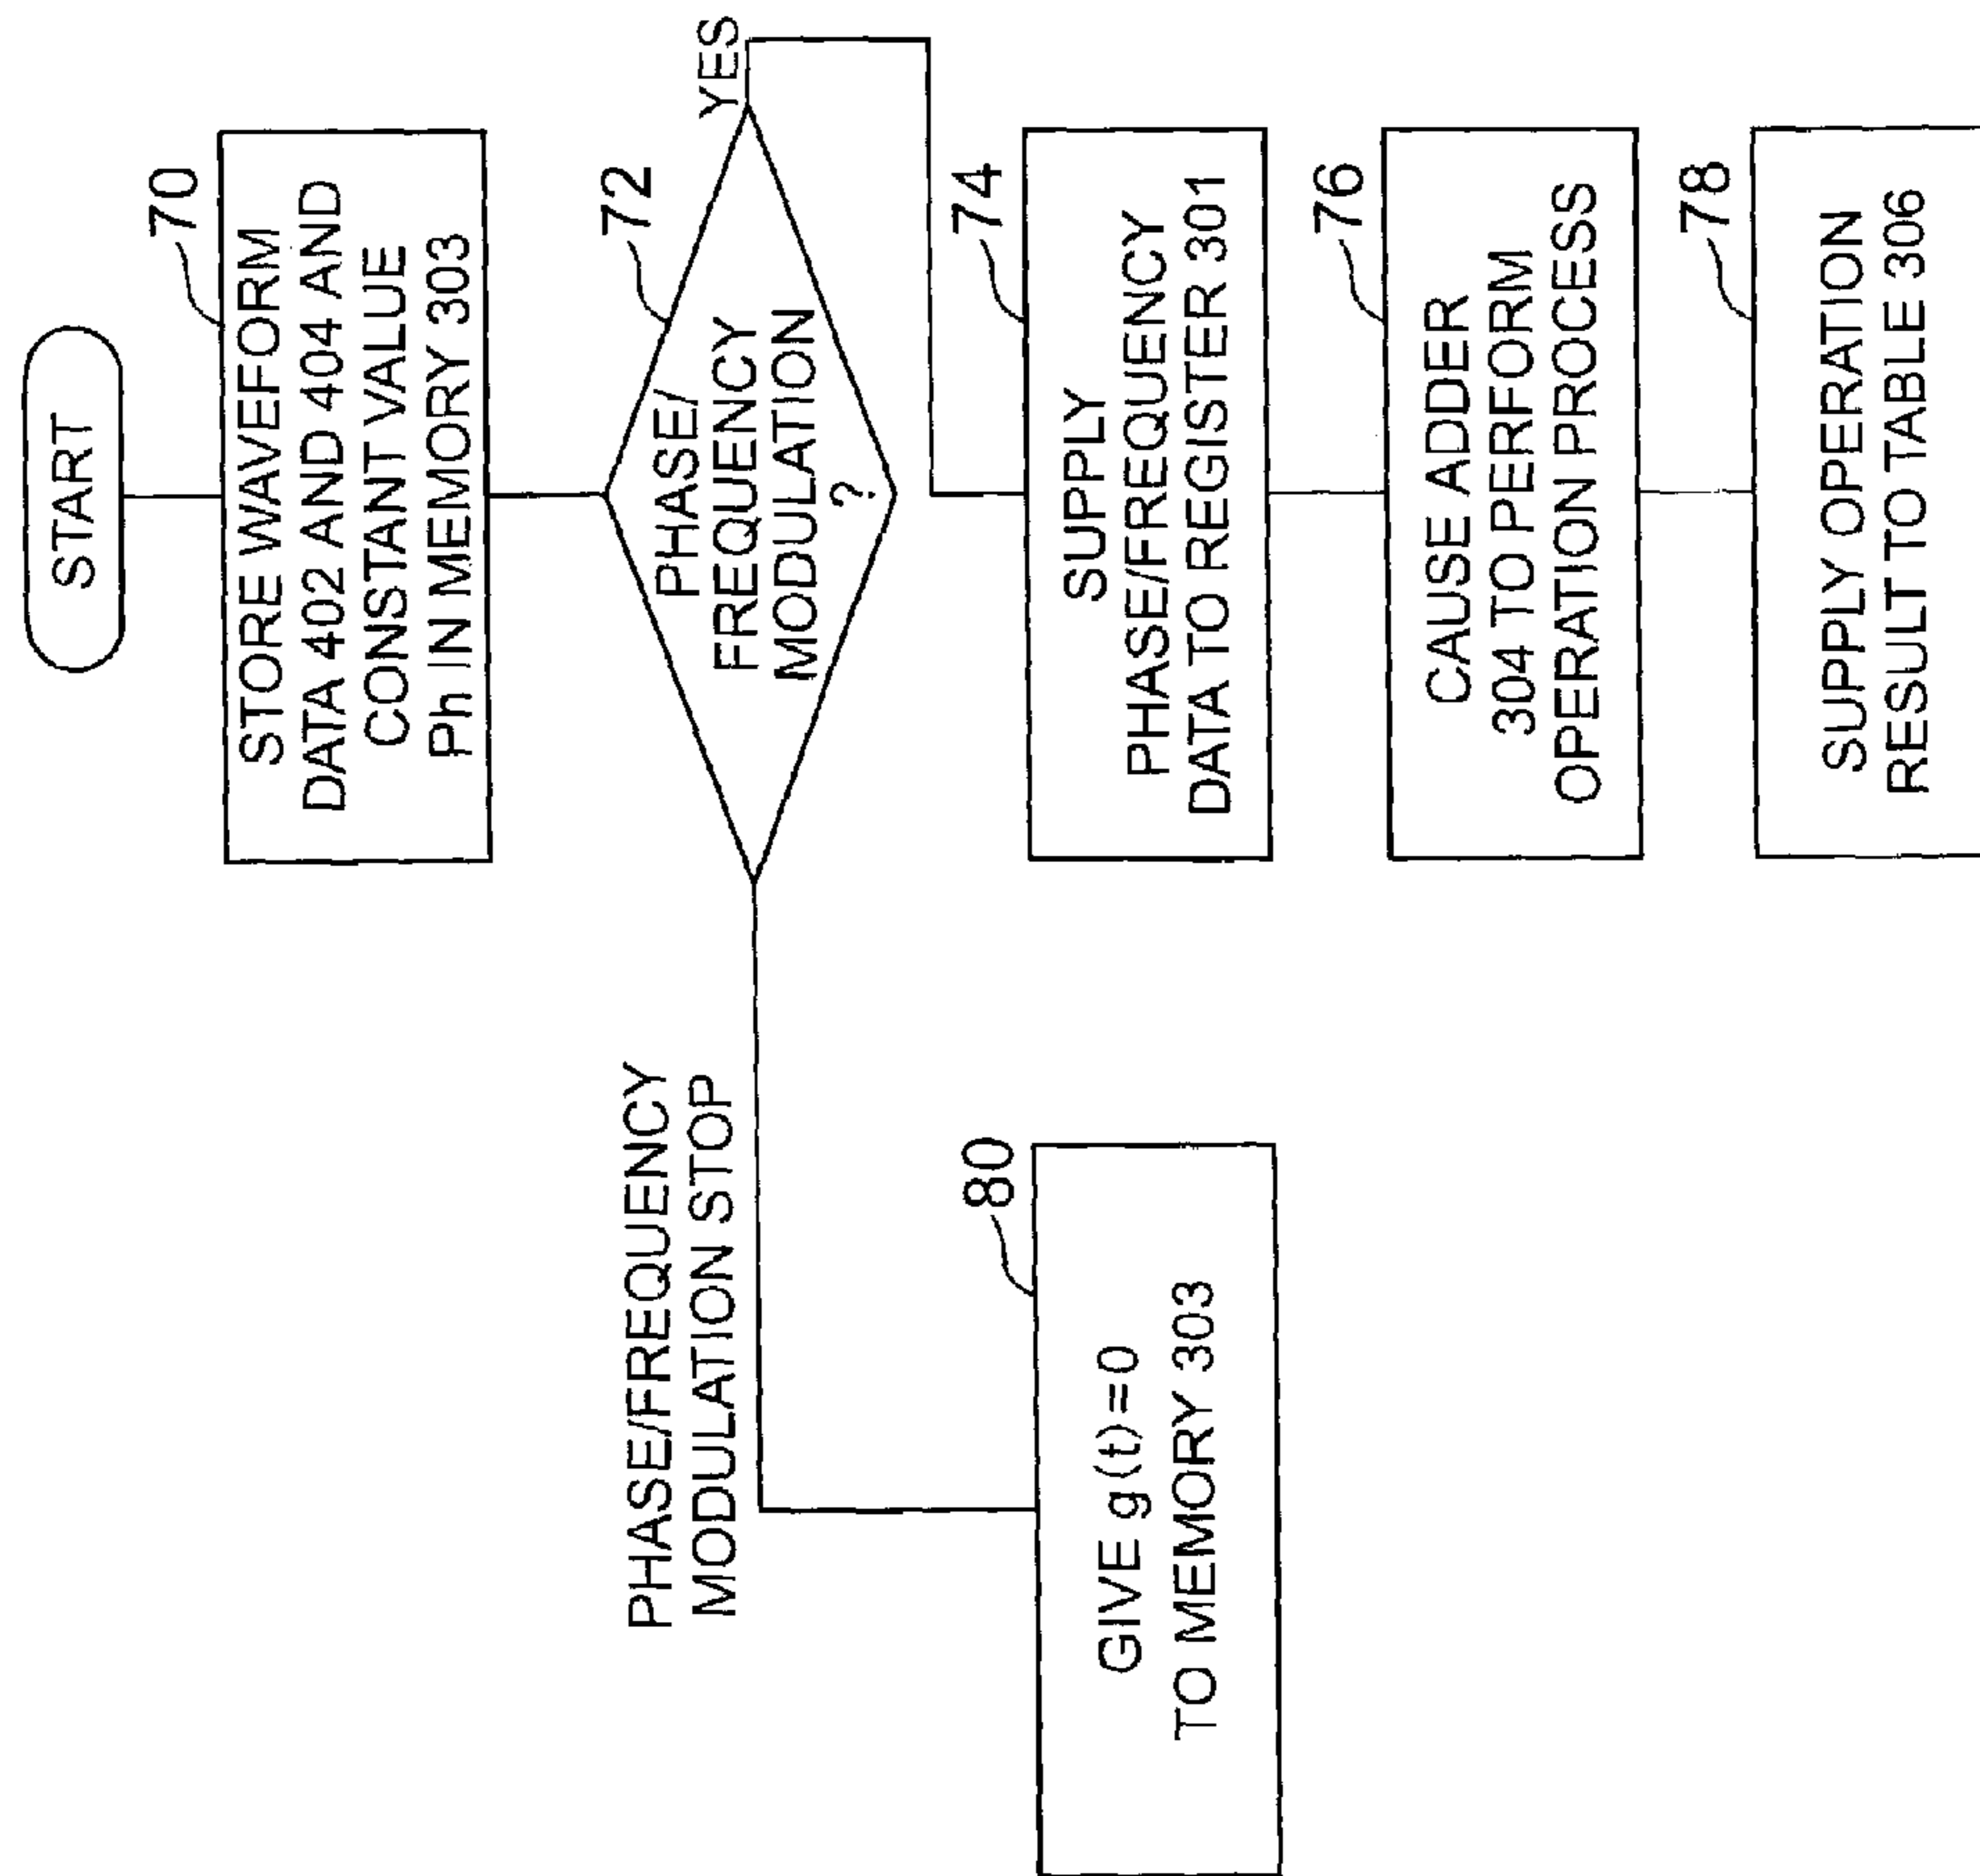 START
70
STORE WAVEFORM
DATA 402 AND 404 AND
CONSTANT VALUE
Ph IN MEMORY 303
72
PHASE/
FREQUENCY
MODULATION
?
YES
PHASE/FREQUENCY
MODULATION STOP
74
SUPPLY
PHASE/FREQUENCY
DATA TO REGISTER 301
76
CAUSE ADDER
304 TO PERFORM
OPERATION PROCESS
78
SUPPLY OPERATION
RESULT TO TABLE 306
80
GIVE g(t)=0
TO MEMORY 303